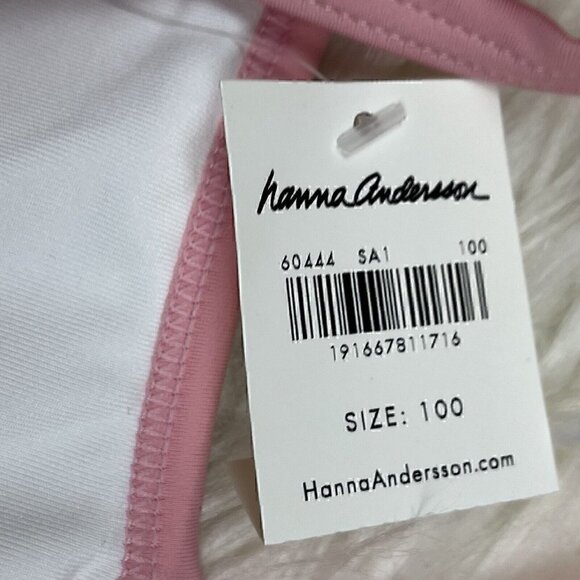 hanna Andersson
60444 SA1 100
191667811716
SIZE: 100
HannaAndersson.com